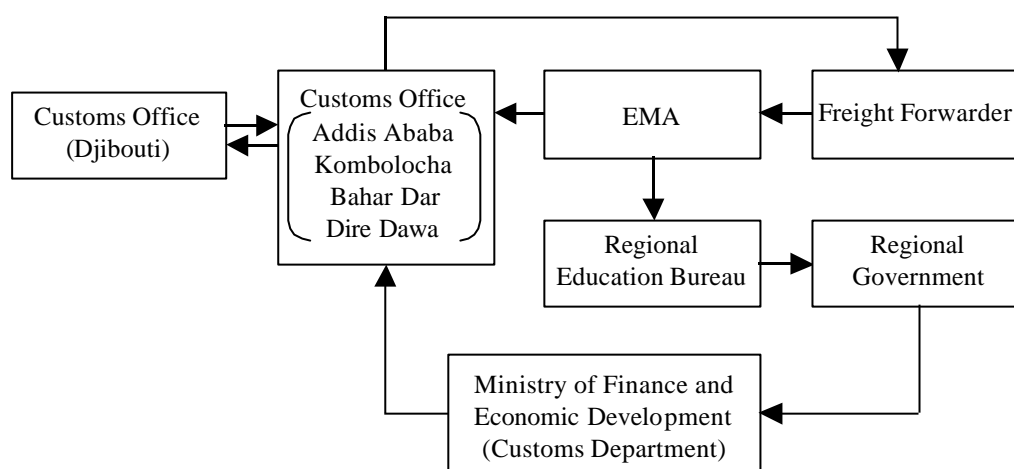 Customs Office
(Djibouti)
Customs Office
Addis Ababa
Kombolocha
Bahar Dar
Dire Dawa
EMA
Freight Forwarder
Regional
Education Bureau
Regional
Government
Ministry of Finance and
Economic Development
(Customs Department)